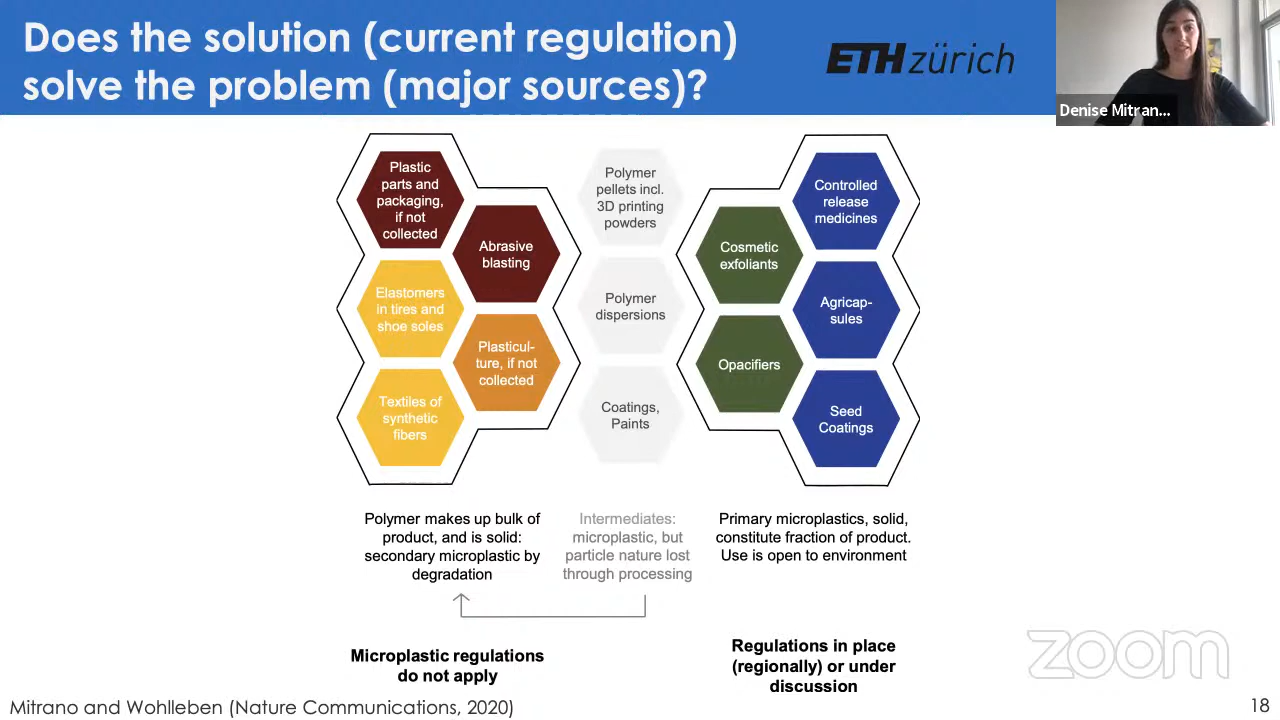 Does the solution (current regulation)
solve the problem (major sources)?
ETH zürich
Denise Mitran...
Plastic
parts and
packaging,
if not
collected
Abrasive
blasting
Elastomers
in tires and
shoe soles
Plasticul-
ture, if not
collected
Textiles of
synthetic
fibers
Polymer
pellets incl.
3D printing
powders
Polymer
dispersions
Coatings,
Paints
Cosmetic
exfoliants
Opacifiers
Controlled
release
medicines
Agricap-
sules
Seed
Coatings
Polymer makes up bulk of
product, and is solid:
secondary microplastic by
degradation
Intermediates:
microplastic, but
particle nature lost
through processing
Primary microplastics, solid,
constitute fraction of product.
Use is open to environment
Microplastic regulations
do not apply
Regulations in place
(regionally) or under
discussion
zoom
Mitrano and Wohlleben (Nature Communications, 2020)
18